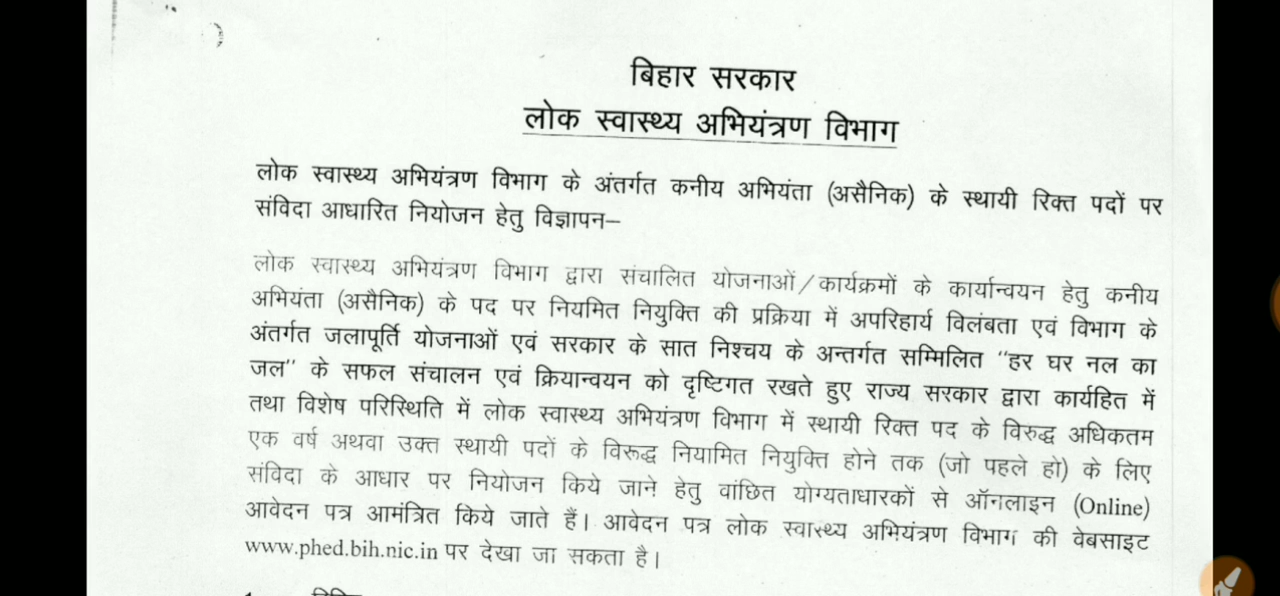 बिहार सरकार
लोक स्वास्थ्य अभियंत्रण विभाग
लोक स्वास्थ्य अभियंत्रण विभाग के अंतर्गत कनीय अभियंता (असैनिक) के स्थायी रिक्त पदों पर
संविदा आधारित नियोजन हेतु विज्ञापन–
लोक स्वास्थ्य अभियंत्रण विभाग द्वारा संचालित योजनाओं/कार्यक्रमों के कार्यान्वयन हेतु कनीय
अभियंता (असैनिक) के पद पर नियमित नियुक्ति की प्रक्रिया में अपरिहार्य विलंबता एवं विभाग के
अंतर्गत जलापूर्ति योजनाओं एवं सरकार के सात निश्चय के अन्तर्गत सम्मिलित “हर घर नल का
जल” के सफल संचालन एवं क्रियान्वयन को दृष्टिगत रखते हुए राज्य सरकार द्वारा कार्यहित में
तथा विशेष परिस्थिति में लोक स्वास्थ्य अभियंत्रण विभाग में स्थायी रिक्त पद के विरुद्ध अधिकतम
एक वर्ष अथवा उक्त स्थायी पदों के विरूद्ध नियामित नियुक्ति होने तक (जो पहले हो) के लिए
संविदा के आधार पर नियोजन किये जाने हेतु वांछित योग्यताधारकों से ऑनलाइन (Online)
आवेदन पत्र आमंत्रित किये जाते हैं। आवेदन पत्र लोक स्वास्थ्य अभियंत्रण विभाग की वेबसाइट
www.phed.bih.nic.in पर देखा जा सकता है।